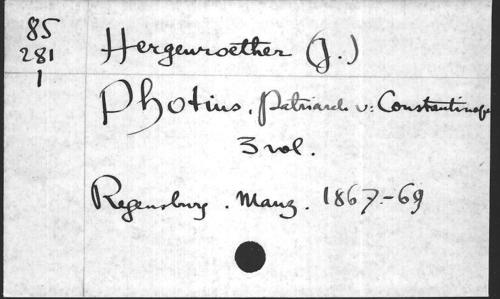 85
281
1
Hergenroether (J.)
Photius, Patriarch v: Constantinop
3 vol.
Regensburg. Manz. 1867-69